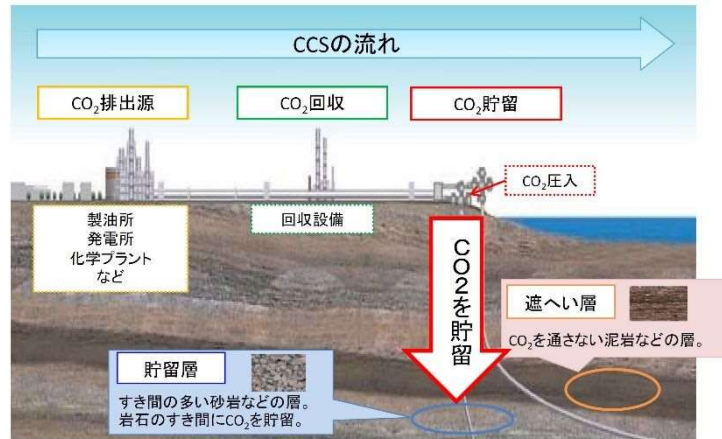 CCSの流れ
CO₂排出源
CO₂回収
CO₂貯留
CO₂圧入
製油所
発電所
化学プラント
など
回収設備
CO2を貯留
遮へい層
CO₂を通さない泥岩などの層。
貯留層
すき間の多い砂岩などの層。
岩石のすき間にCO₂を貯留。